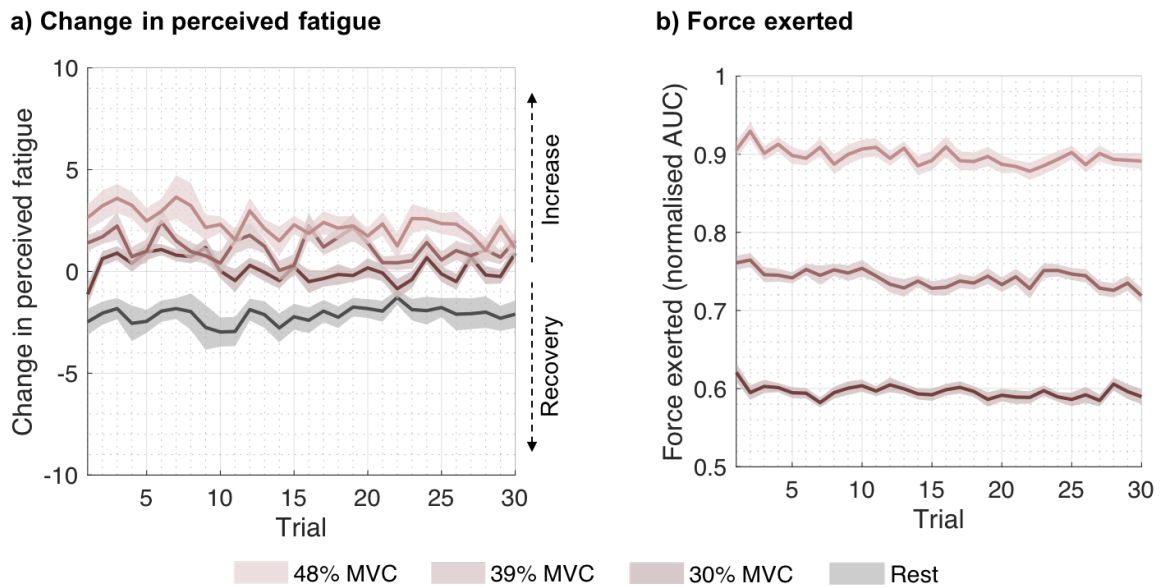 a) Change in perceived fatigue
b) Force exerted
Change in perceived fatigue
10
5
0
-5
-10
5
10
15
20
25
30
Trial
Increase
Recovery
Force exerted (normalised AUC)
1
0.9
0.8
0.7
0.6
0.5
5
10
15
20
25
30
Trial
48% MVC
39% MVC
30% MVC
Rest